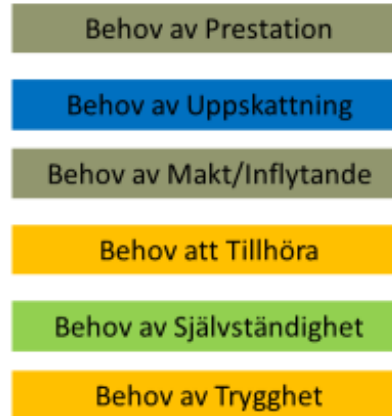 Behov av Prestation
Behov av Uppskattning
Behov av Makt/Inflytande
Behov att Tillhöra
Behov av Självständighet
Behov av Trygghet